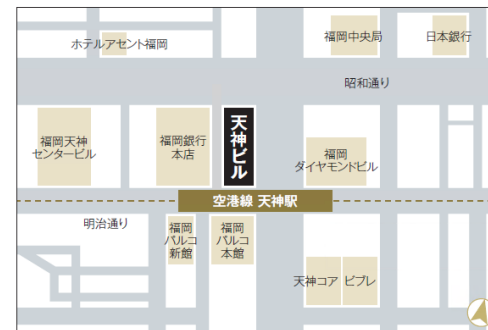 ホテルアセント福岡
福岡中央局
日本銀行
昭和通り
福岡天神
センタービル
福岡銀行
本店
天神ビル
福岡
ダイヤモンドビル
空港線 天神駅
明治通り
福岡
パルコ
新館
福岡
パルコ
本館
天神コア
ビブレ